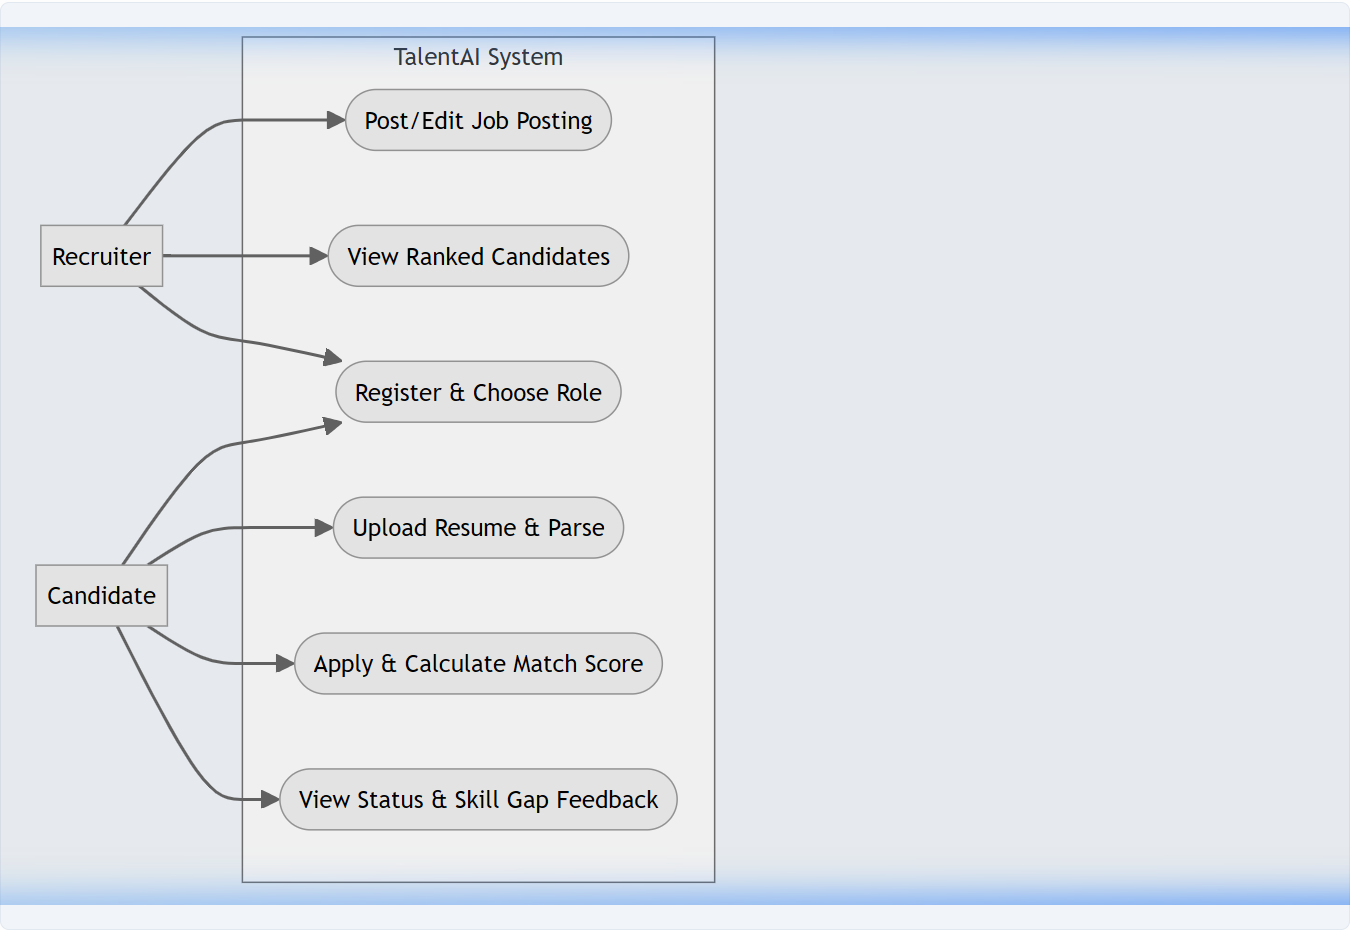 TalentAI System
Post/Edit Job Posting
Recruiter
View Ranked Candidates
Register & Choose Role
Upload Resume & Parse
Candidate
Apply & Calculate Match Score
View Status & Skill Gap Feedback